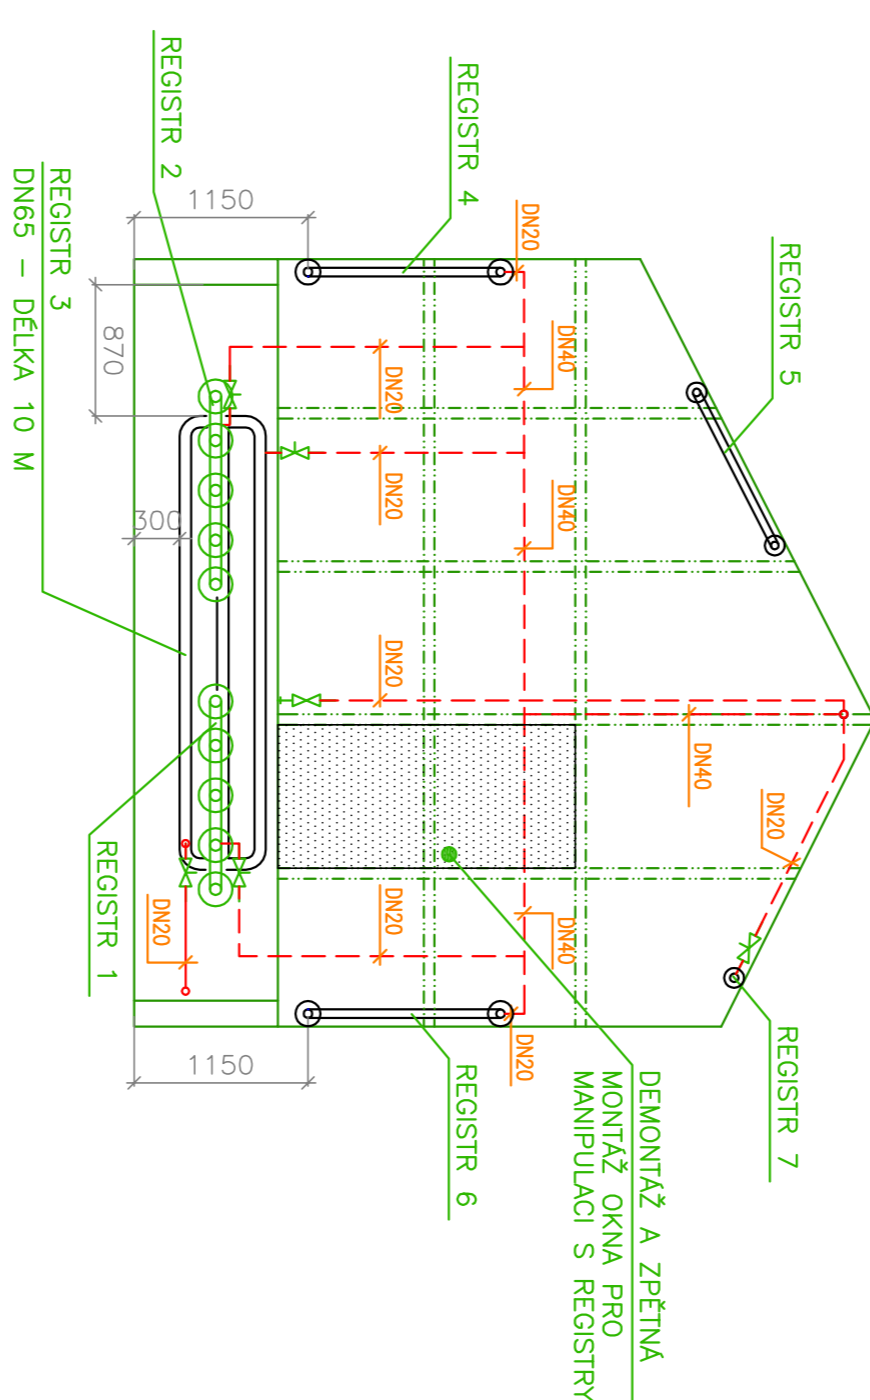 REGISTR 5
REGISTR 7
DN20
DN40
DEMONTÁŽ A ZPĚTNÁ
MONTÁŽ OKNA PRO
MANIPULACI S REGISTRY
DN40
DN40
DN40
DN20
DN20
REGISTR 4
REGISTR 6
DN20
DN20
DN20
DN20
1150
1150
REGISTR 2
DN20
300
870
REGISTR 1
REGISTR 3
DN65 – DÉLKA 10 M